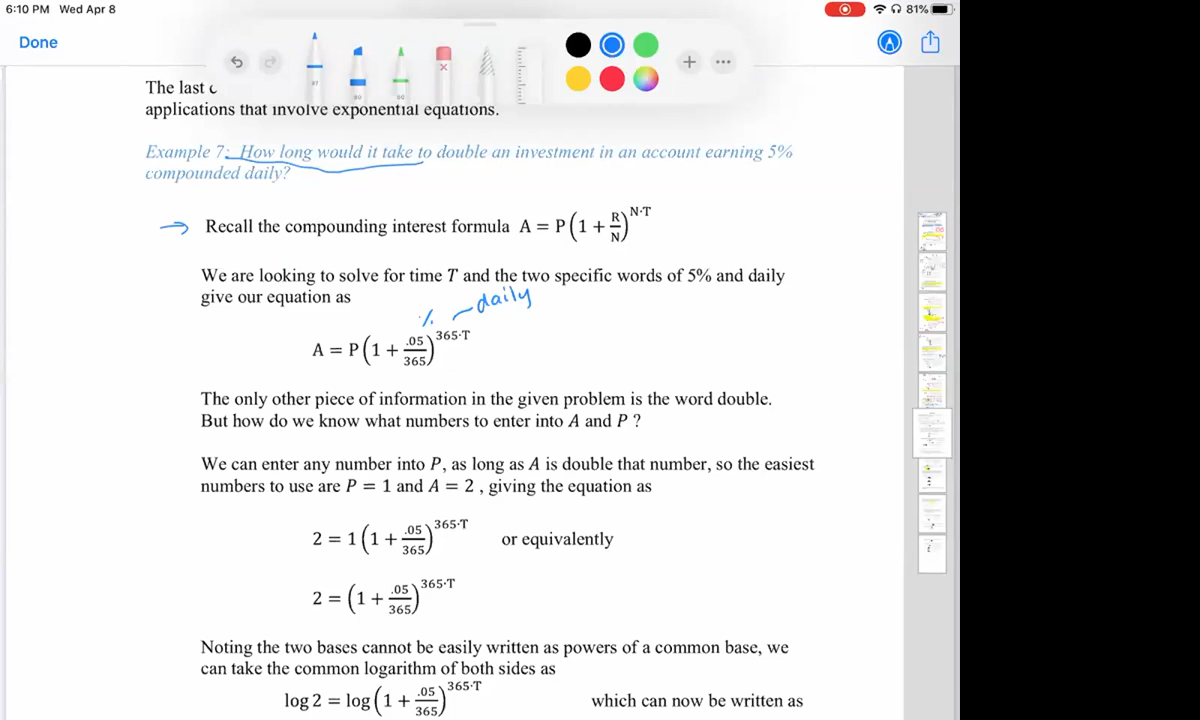 6:10 PM Wed Apr 8 81%
Done
The last
applications that involve exponential equations.
Example 7: How long would it take to double an investment in an account earning 5%
compounded daily?
→ Recall the compounding interest formula A = P(1 + R/N)^N·T
We are looking to solve for time T and the two specific words of 5% and daily
give our equation as
% daily
A = P(1 + .05/365)^365·T
The only other piece of information in the given problem is the word double.
But how do we know what numbers to enter into A and P ?
We can enter any number into P, as long as A is double that number, so the easiest
numbers to use are P = 1 and A = 2 , giving the equation as
2 = 1(1 + .05/365)^365·T or equivalently
2 = (1 + .05/365)^365·T
Noting the two bases cannot be easily written as powers of a common base, we
can take the common logarithm of both sides as
log 2 = log(1 + .05/365)^365·T which can now be written as